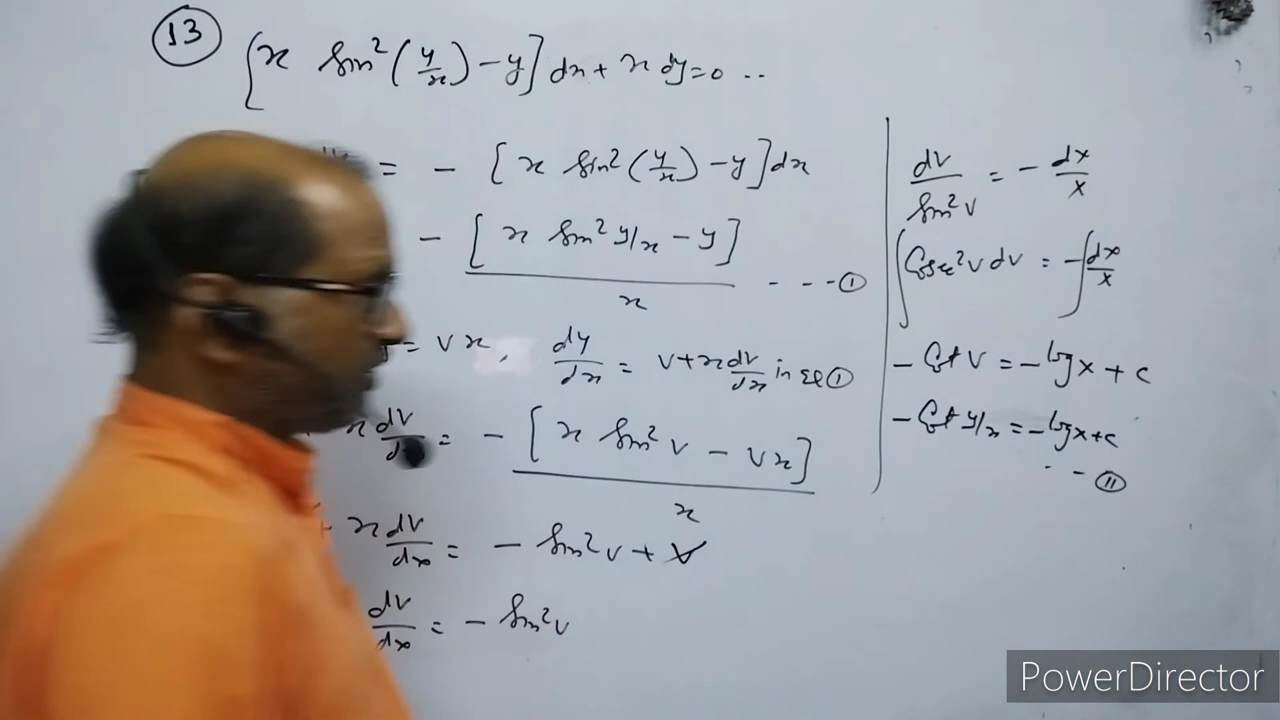 13
[x sin²(y/x) - y] dx + x dy = 0 ..
= - [x sin²(y/x) - y] dx
- [x sin² y/x - y] / x - - - ①
= vx, dy/dx = v + x dv/dx in eq ①
x dv/dx = - [x sin² v - vx] / x
x dv/dx = - sin² v + v
dv/dx = - sin² v
dv/sin² v = - dx/x
∫ cosec² v dv = - ∫ dx/x
- cot v = - log x + c
- cot y/x = - log x + c
. - - ②
PowerDirector